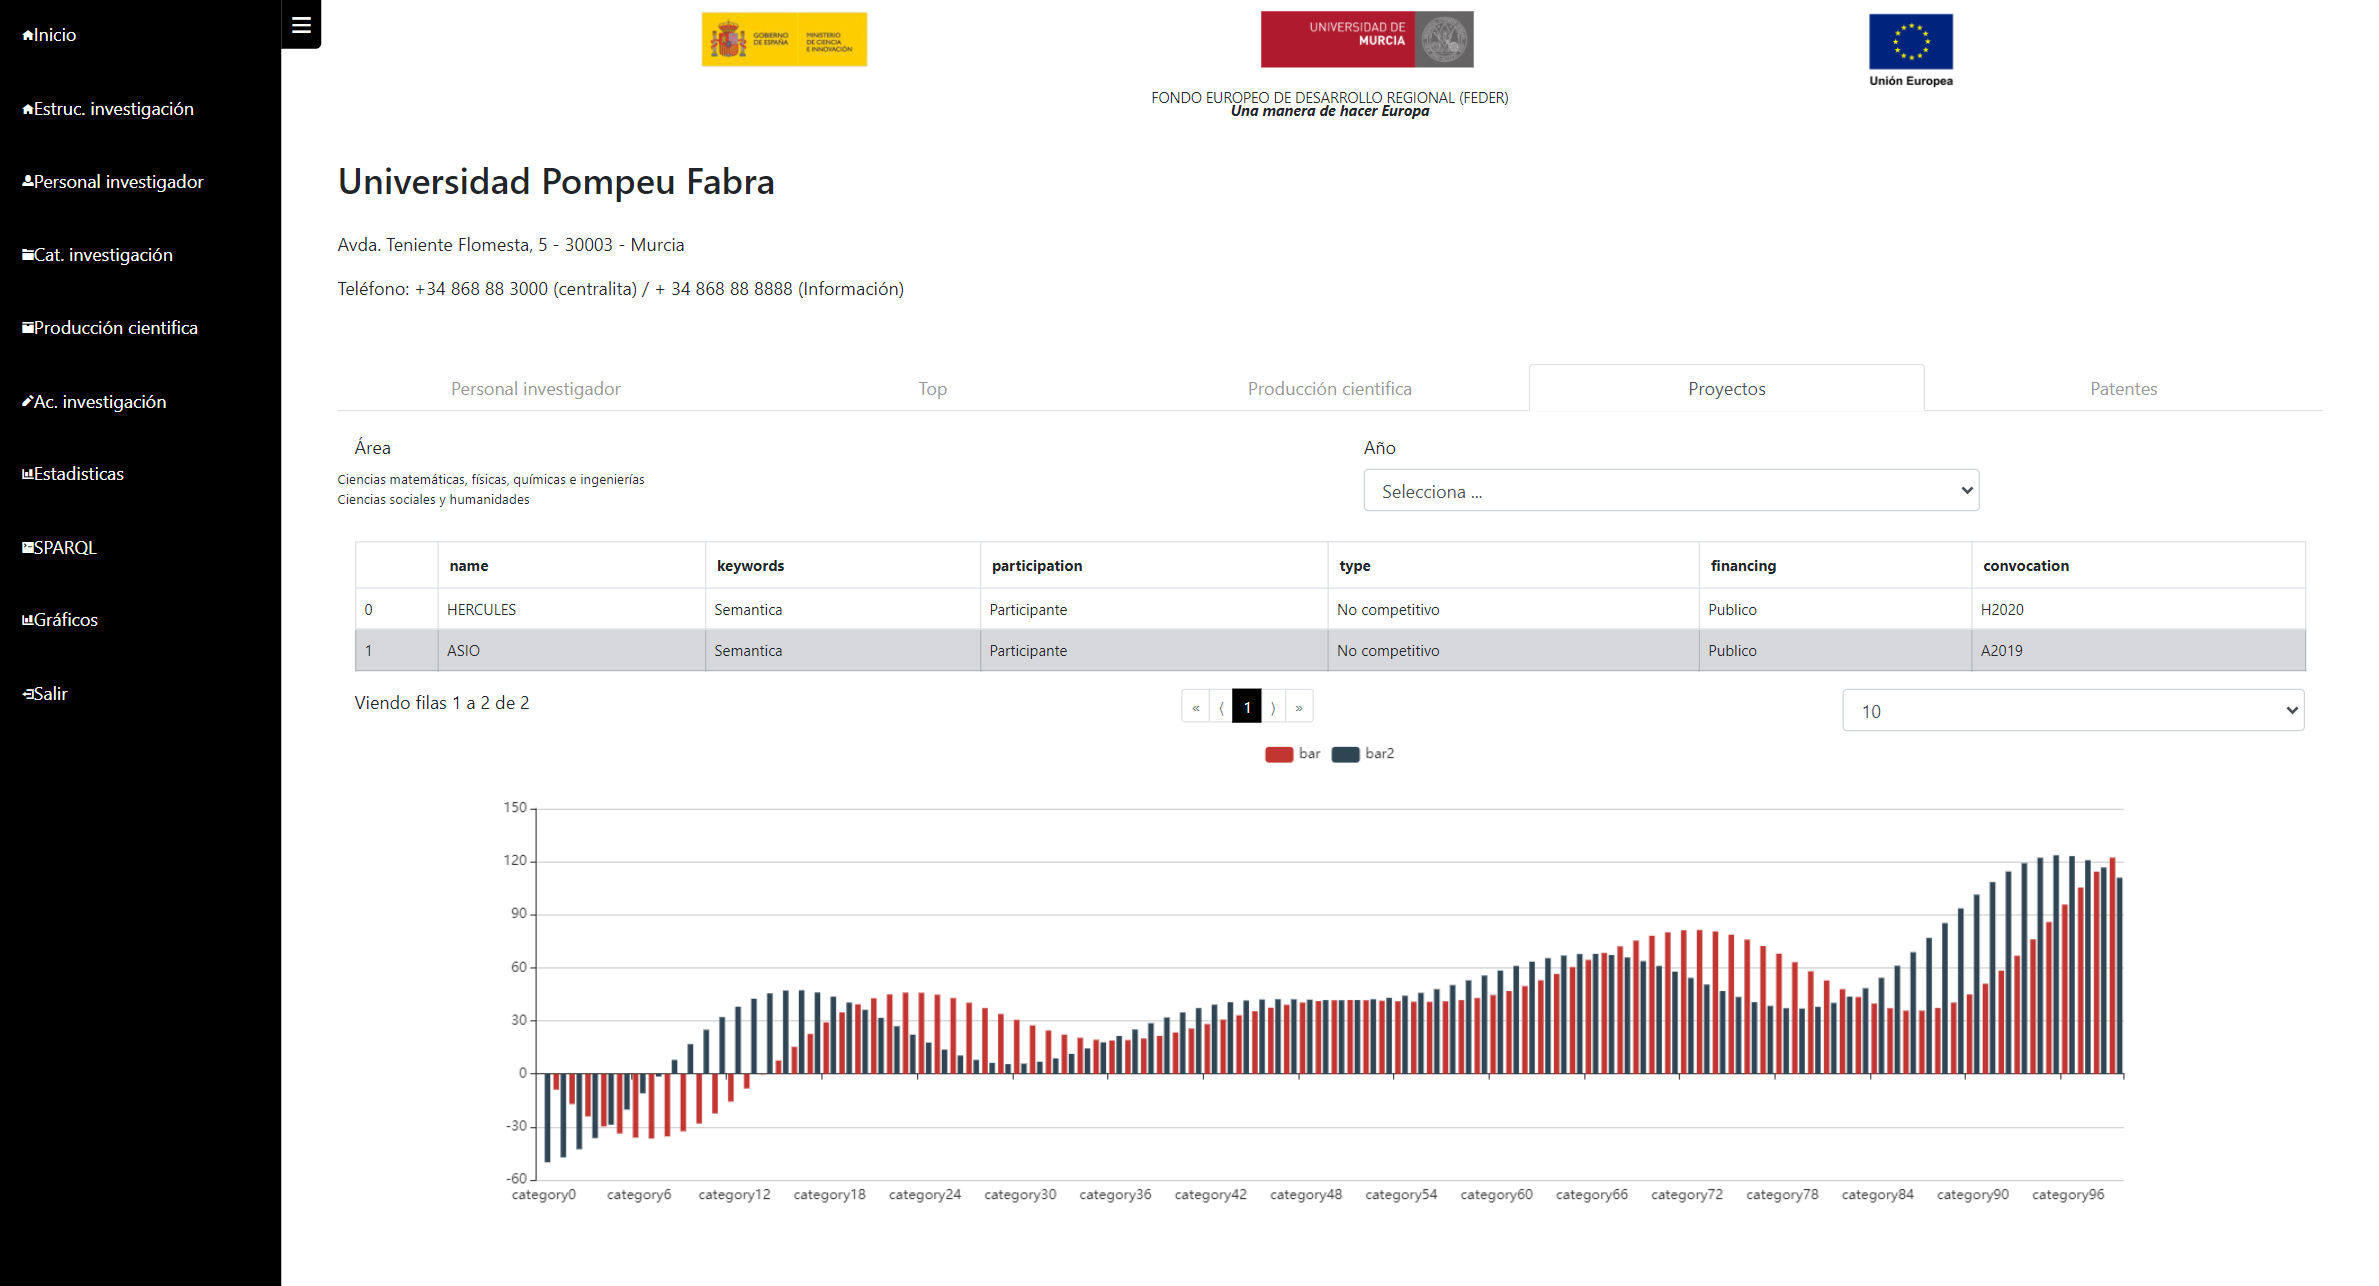 Inicio
Estruc. investigación
Personal investigador
Cat. investigación
Producción cientifica
Ac. investigación
Estadisticas
SPARQL
Gráficos
Salir
GOBIERNO DE ESPAÑA
MINISTERIO DE CIENCIA E INNOVACIÓN
UNIVERSIDAD DE
MURCIA
Unión Europea
FONDO EUROPEO DE DESARROLLO REGIONAL (FEDER)
Una manera de hacer Europa
Universidad Pompeu Fabra
Avda. Teniente Flomesta, 5 - 30003 - Murcia
Teléfono: +34 868 88 3000 (centralita) / + 34 868 88 8888 (Información)
Personal investigador Top Producción cientifica Proyectos Patentes
Área Año
Ciencias matemáticas, físicas, químicas e ingenierías
Ciencias sociales y humanidades
Selecciona ...
name keywords participation type financing convocation
0 HERCULES Semantica Participante No competitivo Publico H2020
1 ASIO Semantica Participante No competitivo Publico A2019
Viendo filas 1 a 2 de 2 « ⟨ 1 ⟩ » 10
bar bar2
150
120
90
60
30
0
-30
-60
category0 category6 category12 category18 category24 category30 category36 category42 category48 category54 category60 category66 category72 category78 category84 category90 category96